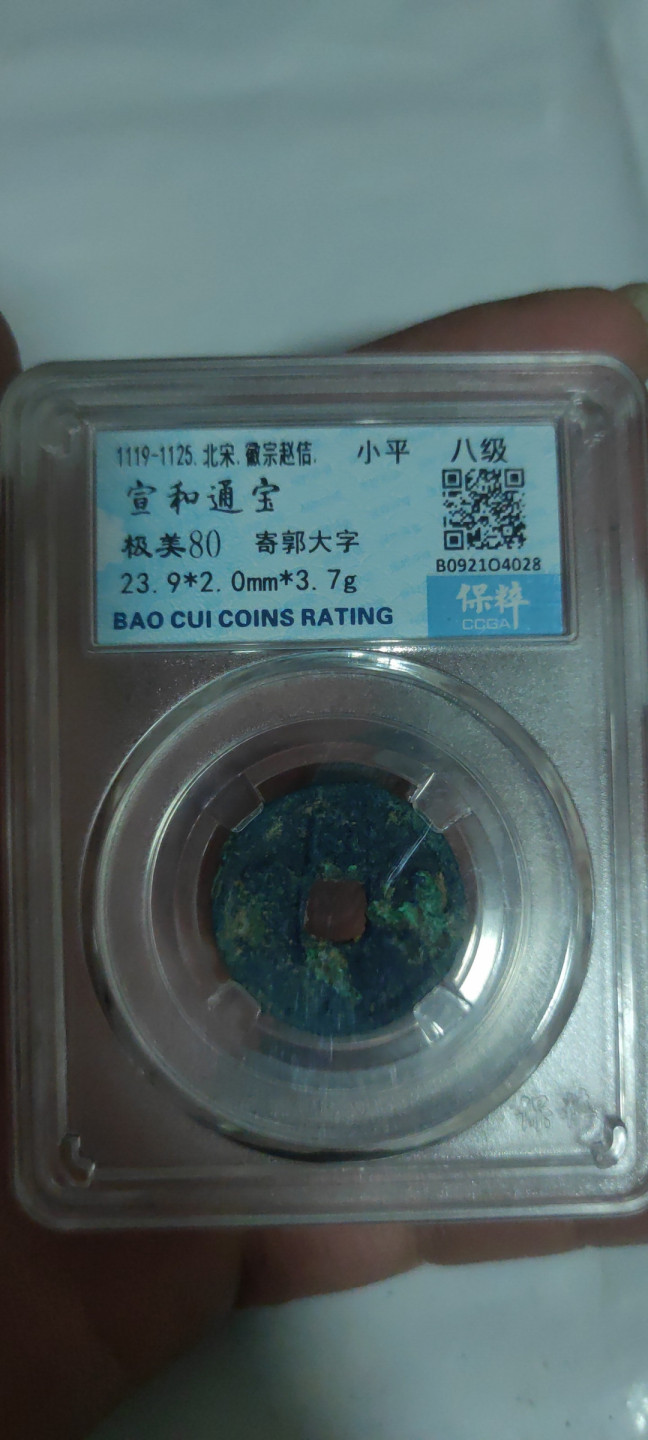 1119-1125.北宋.徽宗赵佶. 小平 八级
宣和通宝
极美80 寄郭大字
B0921O4028
23.9*2.0mm*3.7g
保粹
CCGA
BAO CUI COINS RATING